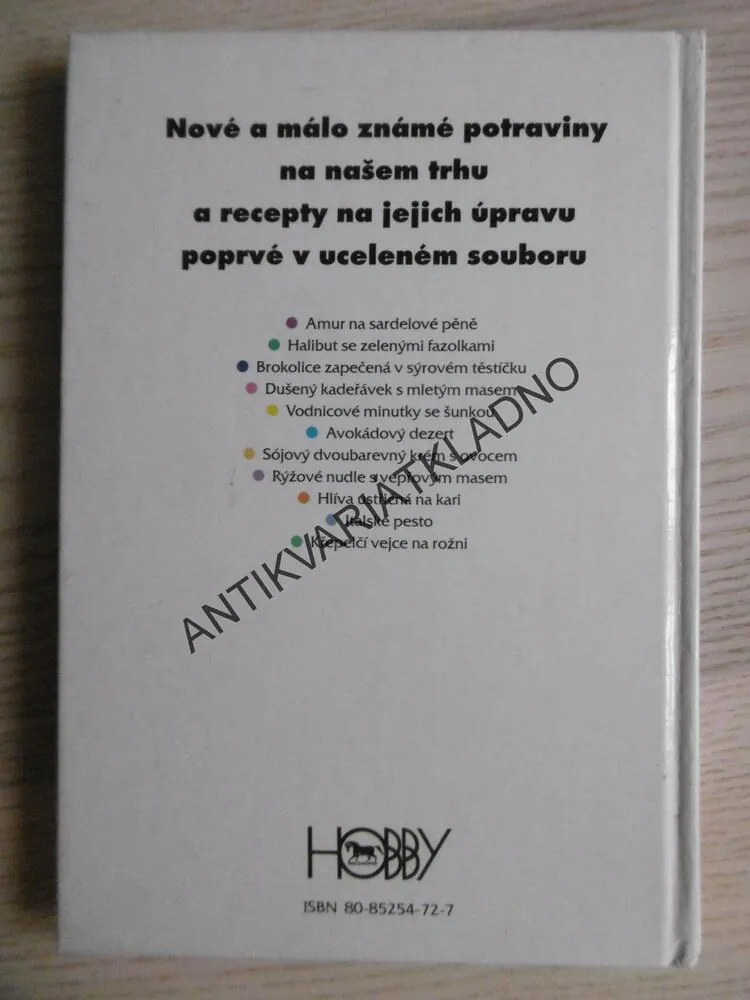 Nové a málo známé potraviny
na našem trhu
a recepty na jejich úpravu
poprvé v uceleném souboru
Amur na sardelové pěně
Halibut se zelenými fazolkami
Brokolice zapečená v sýrovém těstíčku
Dušený kadeřávek s mletým masem
Vodnicové minutky se šunkou
Avokádový dezert
Sójový dvoubarevný krém s ovocem
Rýžové nudle s vepřovým masem
Hlíva ústřičná na kari
Italské pesto
Křepelčí vejce na rožni
ANTIKVARIATKLADNO
HOBBY
ISBN 80-85254-72-7